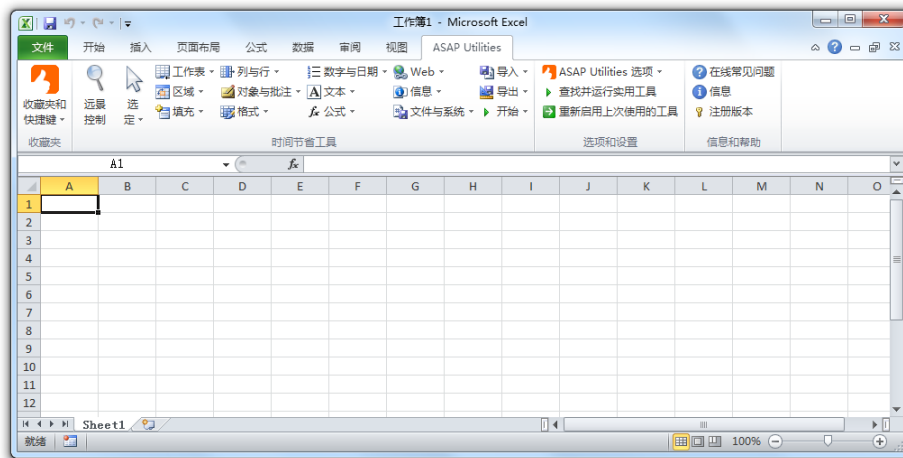 工作簿1 - Microsoft Excel
文件 开始 插入 页面布局 公式 数据 审阅 视图 ASAP Utilities
工作表 列与行 数字与日期 Web 导入 ASAP Utilities 选项 在线常见问题
收藏夹和 远景 选 区域 对象与批注 文本 信息 导出 查找并运行实用工具 信息
快捷键 控制 定 填充 格式 公式 文件与系统 开始 重新启用上次使用的工具 注册版本
收藏夹 时间节省工具 选项和设置 信息和帮助
A1 fx
A B C D E F G H I J K L M N O
1
2
3
4
5
6
7
8
9
10
11
12
Sheet1
就绪 100%